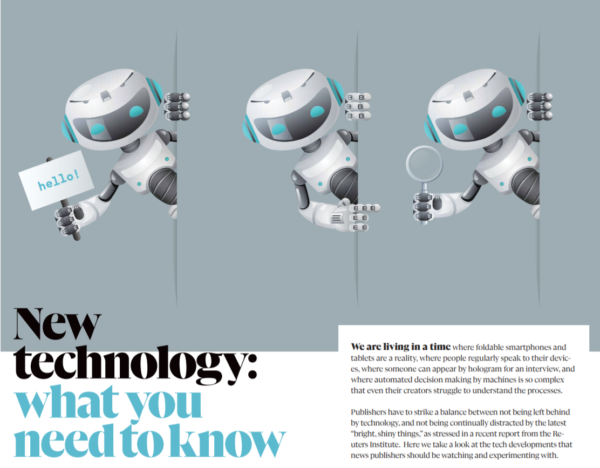 hello!
New
technology:
what you
need to know
We are living in a time where foldable smartphones and
tablets are a reality, where people regularly speak to their devic-
es, where someone can appear by hologram for an interview, and
where automated decision making by machines is so complex
that even their creators struggle to understand the processes.
Publishers have to strike a balance between not being left behind
by technology, and not being continually distracted by the latest
“bright, shiny things,” as stressed in a recent report from the Re-
uters Institute. Here we take a look at the tech developments that
news publishers should be watching and experimenting with.